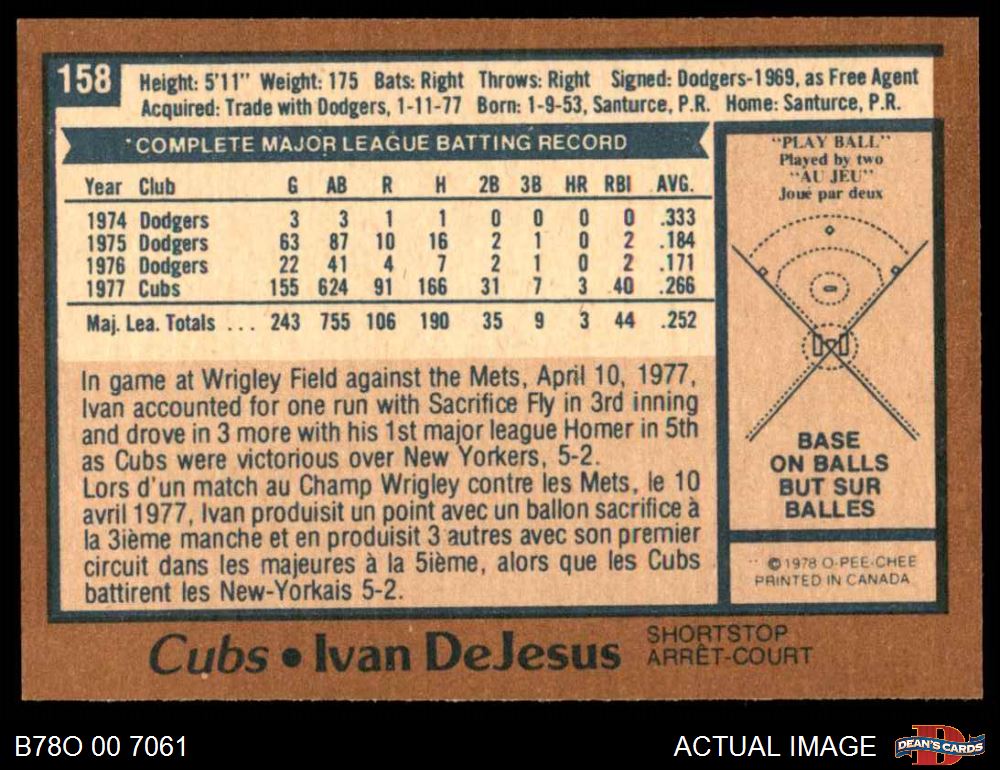 158
Height: 5'11" Weight: 175 Bats: Right Throws: Right Signed: Dodgers-1969, as Free Agent
Acquired: Trade with Dodgers, 1-11-77 Born: 1-9-53, Santurce, P.R. Home: Santurce, P.R.
COMPLETE MAJOR LEAGUE BATTING RECORD
Year Club G AB R H 2B 3B HR RBI AVG.
1974 Dodgers 3 3 1 1 0 0 0 0 .333
1975 Dodgers 63 87 10 16 2 1 0 2 .184
1976 Dodgers 22 41 4 7 2 1 0 2 .171
1977 Cubs 155 624 91 166 31 7 3 40 .266
Maj. Lea. Totals ... 243 755 106 190 35 9 3 44 .252
In game at Wrigley Field against the Mets, April 10, 1977,
Ivan accounted for one run with Sacrifice Fly in 3rd inning
and drove in 3 more with his 1st major league Homer in 5th
as Cubs were victorious over New Yorkers, 5-2.
Lors d'un match au Champ Wrigley contre les Mets, le 10
avril 1977, Ivan produisit un point avec un ballon sacrifice à
la 3ième manche et en produisit 3 autres avec son premier
circuit dans les majeures à la 5ième, alors que les Cubs
battirent les New-Yorkais 5-2.
"PLAY BALL"
Played by two
"AU JEU"
Joué par deux
BASE
ON BALLS
BUT SUR
BALLES
© 1978 O-PEE-CHEE
PRINTED IN CANADA
Cubs • Ivan DeJesus
SHORTSTOP
ARRÊT-COURT
B78O 00 7061
ACTUAL IMAGE
DEAN'S CARDS